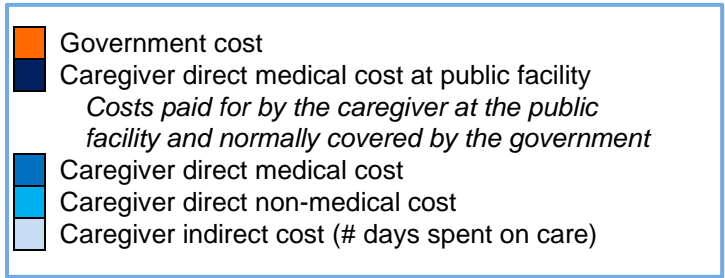 Government cost
Caregiver direct medical cost at public facility
Costs paid for by the caregiver at the public
facility and normally covered by the government
Caregiver direct medical cost
Caregiver direct non-medical cost
Caregiver indirect cost (# days spent on care)